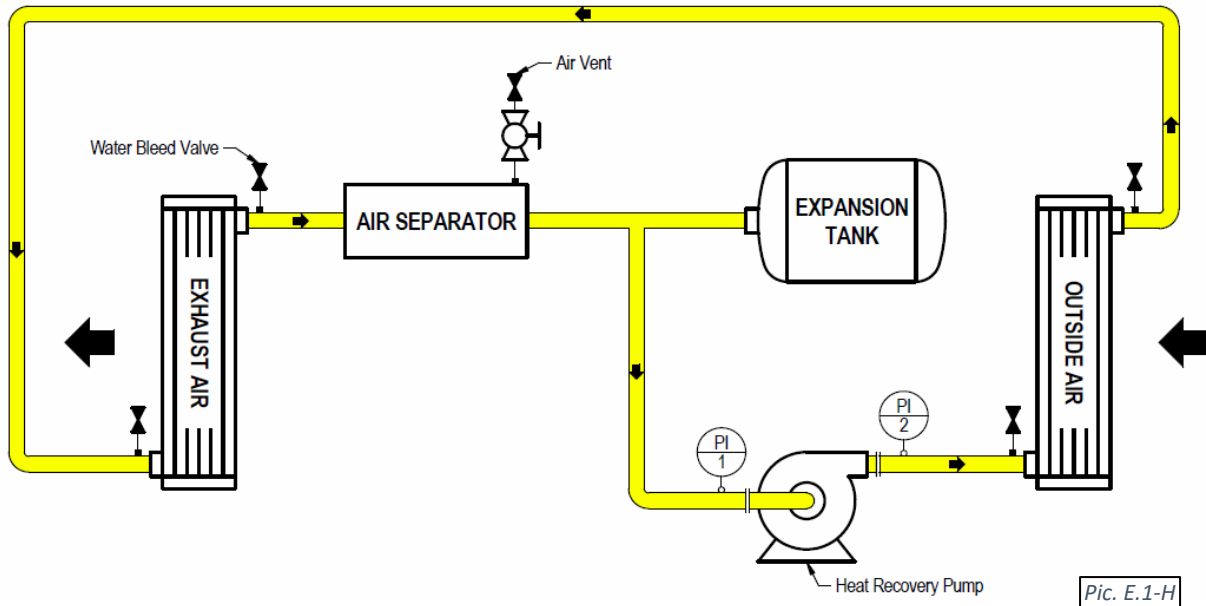 Air Vent
Water Bleed Valve
AIR SEPARATOR
EXPANSION
TANK
EXHAUST AIR
OUTSIDE AIR
PI
1
PI
2
Heat Recovery Pump
Pic. E.1-H